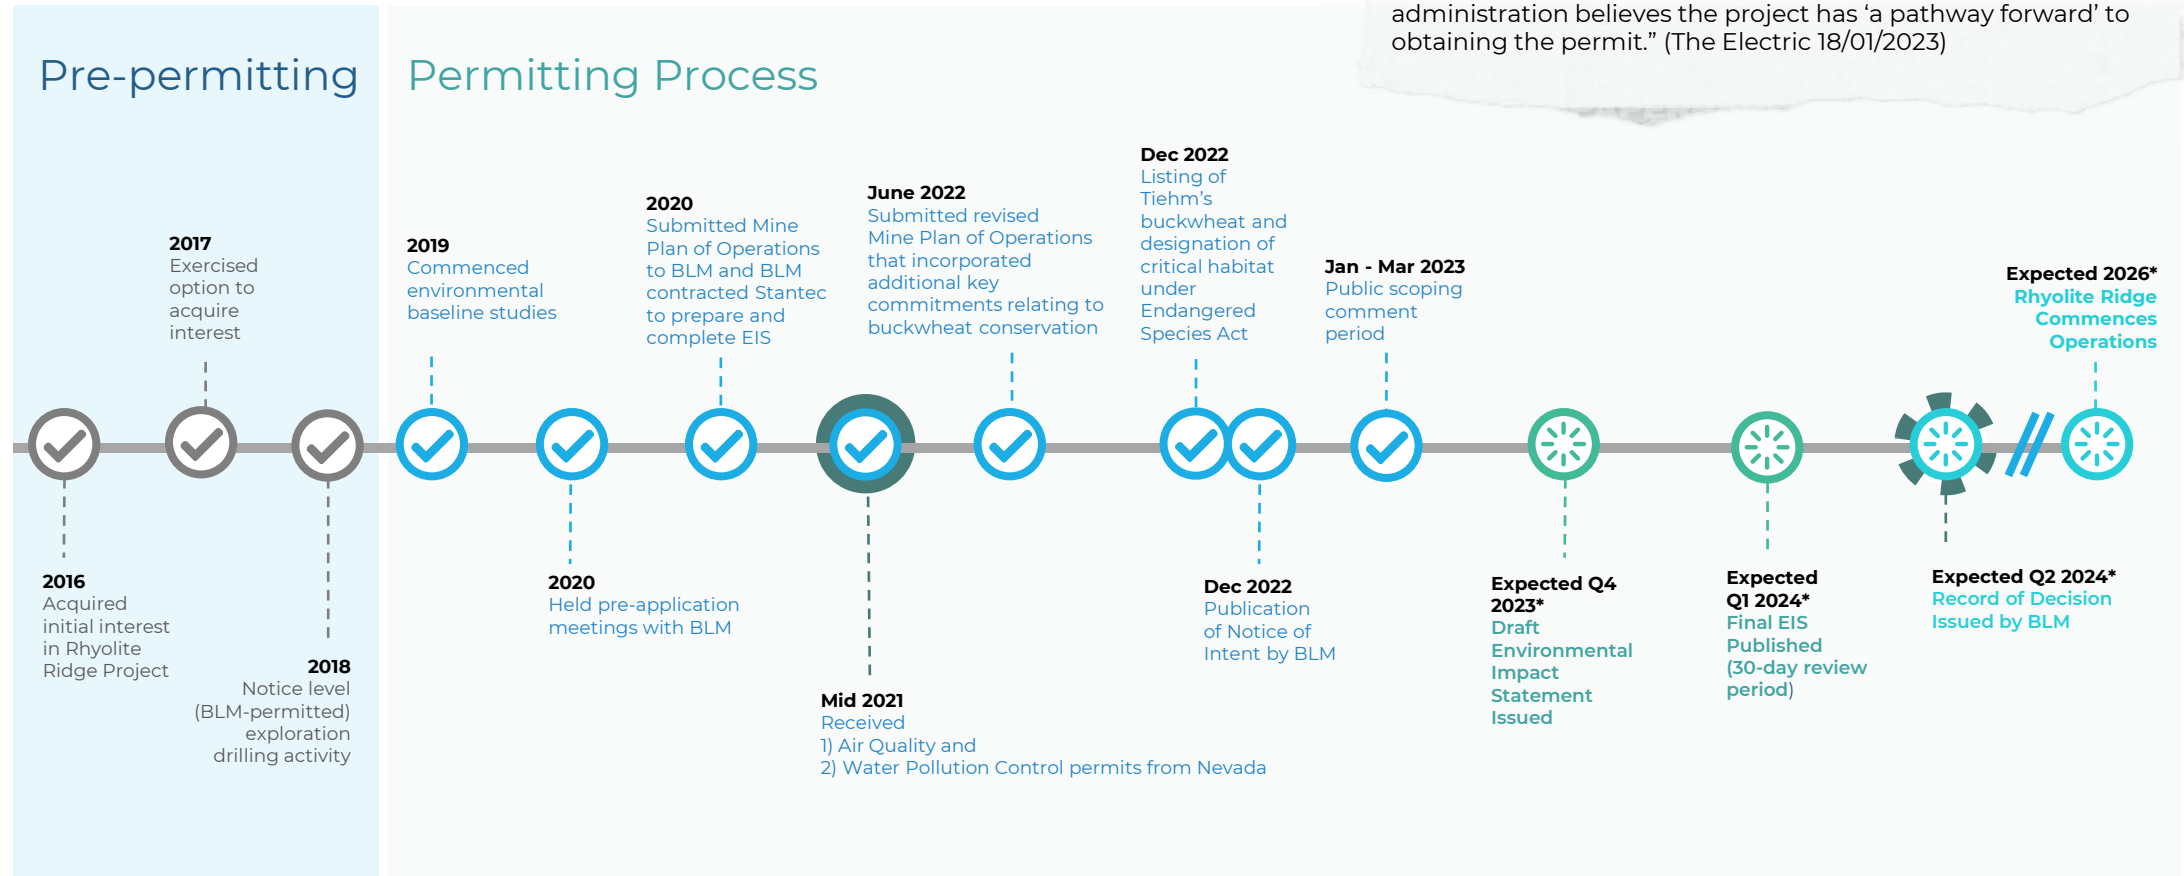 administration believes the project has ‘a pathway forward’ to
obtaining the permit.” (The Electric 18/01/2023)
Pre-permitting
Permitting Process
2016
Acquired
initial interest
in Rhyolite
Ridge Project
2017
Exercised
option to
acquire
interest
2018
Notice level
(BLM-permitted)
exploration
drilling activity
2019
Commenced
environmental
baseline studies
2020
Held pre-application
meetings with BLM
2020
Submitted Mine
Plan of Operations
to BLM and BLM
contracted Stantec
to prepare and
complete EIS
Mid 2021
Received
1) Air Quality and
2) Water Pollution Control permits from Nevada
June 2022
Submitted revised
Mine Plan of Operations
that incorporated
additional key
commitments relating to
buckwheat conservation
Dec 2022
Listing of
Tiehm’s
buckwheat and
designation of
critical habitat
under
Endangered
Species Act
Dec 2022
Publication
of Notice of
Intent by BLM
Jan - Mar 2023
Public scoping
comment
period
Expected Q4
2023*
Draft
Environmental
Impact
Statement
Issued
Expected
Q1 2024*
Final EIS
Published
(30-day review
period)
Expected Q2 2024*
Record of Decision
Issued by BLM
Expected 2026*
Rhyolite Ridge
Commences
Operations